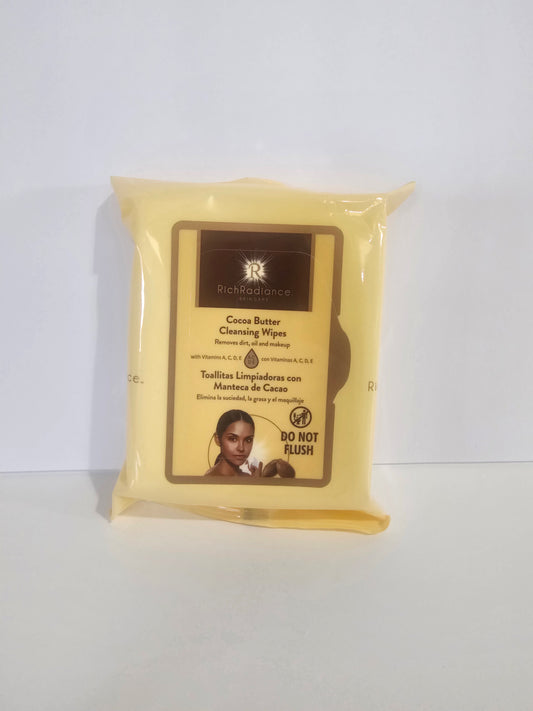 R
RichRadiance.
SKINCARE
Cocoa Butter
Cleansing Wipes
Removes dirt, oil and makeup
with Vitamins A, C, D, E
con Vitaminas A, C, D, E
Toallitas Limpiadoras con
Manteca de Cacao
Elimina la suciedad, la grasa y el maquillaje
DO NOT
FLUSH